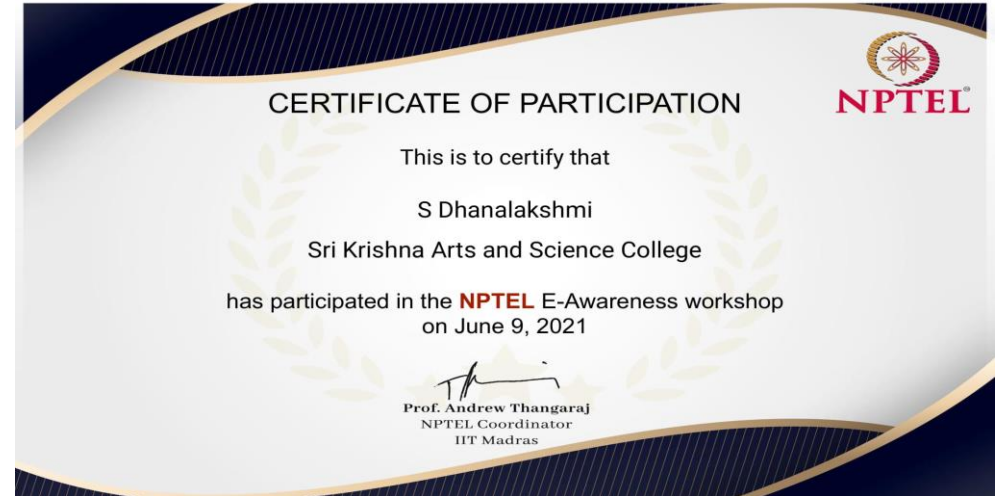 NPTEL
CERTIFICATE OF PARTICIPATION
This is to certify that
S Dhanalakshmi
Sri Krishna Arts and Science College
has participated in the NPTEL E-Awareness workshop
on June 9, 2021
Prof. Andrew Thangaraj
NPTEL Coordinator
IIT Madras